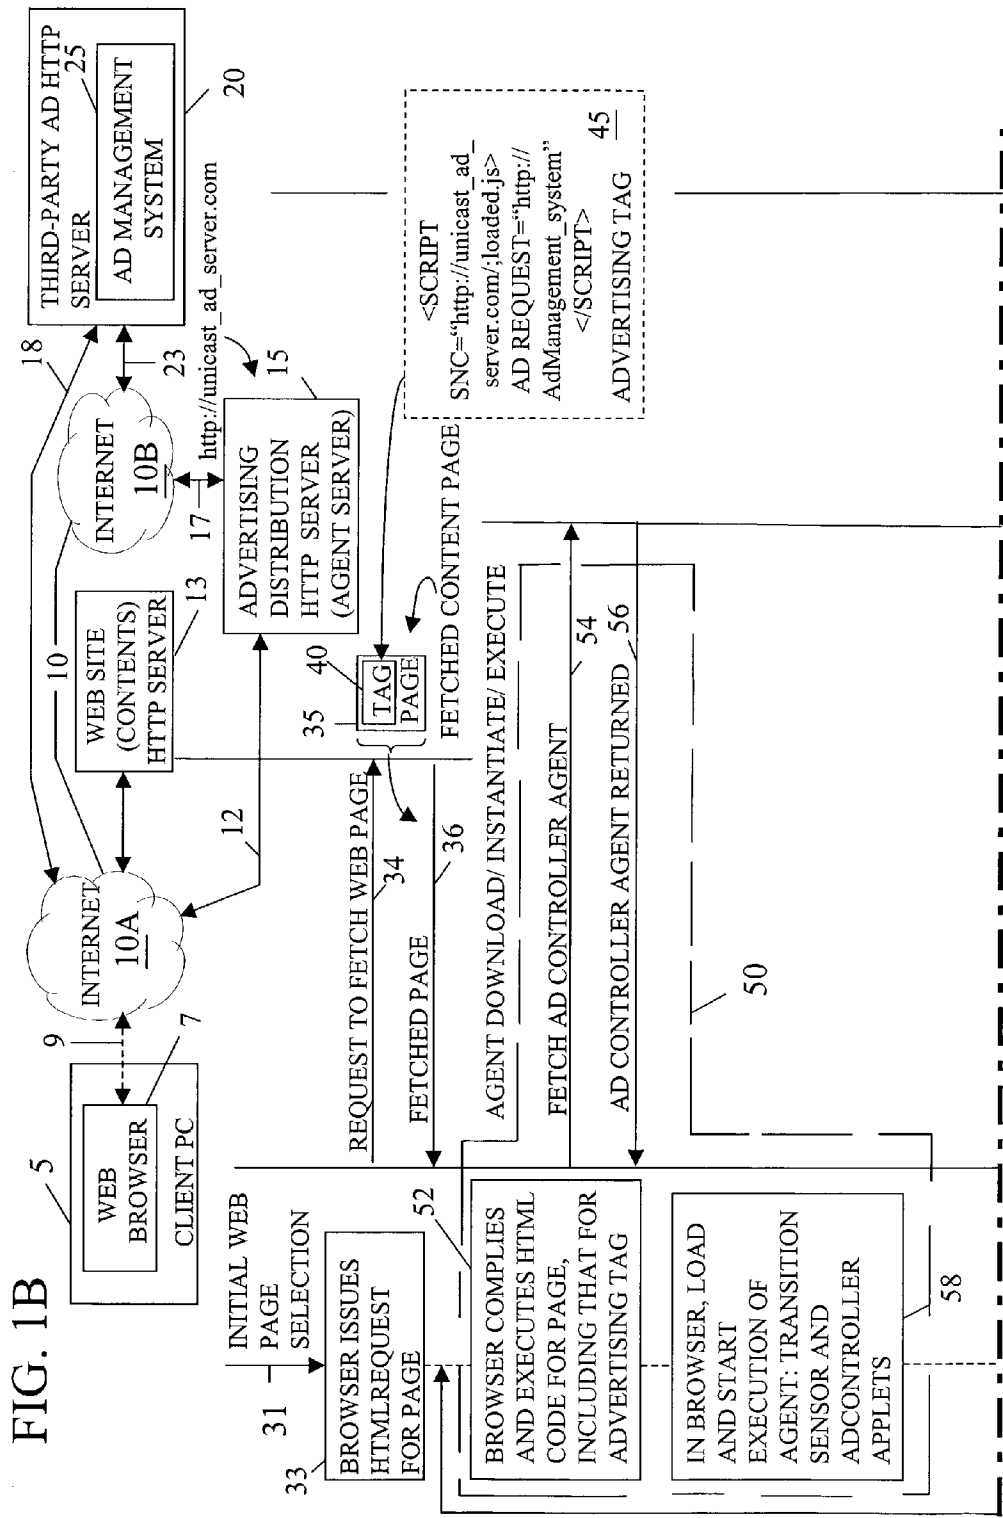 FIG. 1B
5
WEB
BROWSER
CLIENT PC
7
9
INTERNET
10A
10
18
WEB SITE
(CONTENTS)
HTTP SERVER
13
INTERNET
10B
THIRD-PARTY AD HTTP
SERVER
25
AD MANAGEMENT
SYSTEM
20
23
17
http://unicast_ad_server.com
12
ADVERTISING
DISTRIBUTION
HTTP SERVER
(AGENT SERVER)
15
INITIAL WEB
PAGE
SELECTION
31
33
BROWSER ISSUES
HTMLREQUEST
FOR PAGE
REQUEST TO FETCH WEB PAGE
34
35
40
TAG
PAGE
FETCHED CONTENT PAGE
FETCHED PAGE
36
<SCRIPT
SNC=“http://unicast_ad_
server.com/;loaded.js>
AD REQUEST=“http://
AdManagement_system”
</SCRIPT>
45
ADVERTISING TAG
AGENT DOWNLOAD/ INSTANTIATE/ EXECUTE
52
BROWSER COMPLIES
AND EXECUTES HTML
CODE FOR PAGE,
INCLUDING THAT FOR
ADVERTISING TAG
FETCH AD CONTROLLER AGENT
54
AD CONTROLLER AGENT RETURNED
56
50
IN BROWSER, LOAD
AND START
EXECUTION OF
AGENT: TRANSITION
SENSOR AND
ADCONTROLLER
APPLETS
58